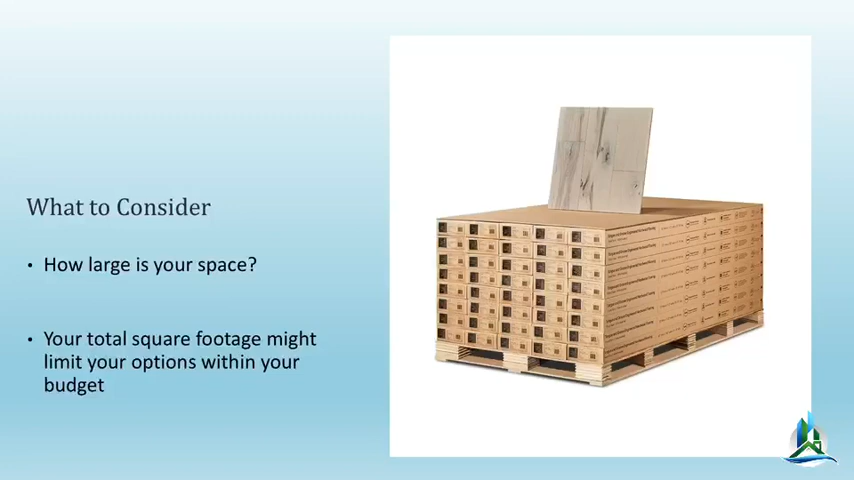 What to Consider
• How large is your space?
• Your total square footage might
limit your options within your
budget